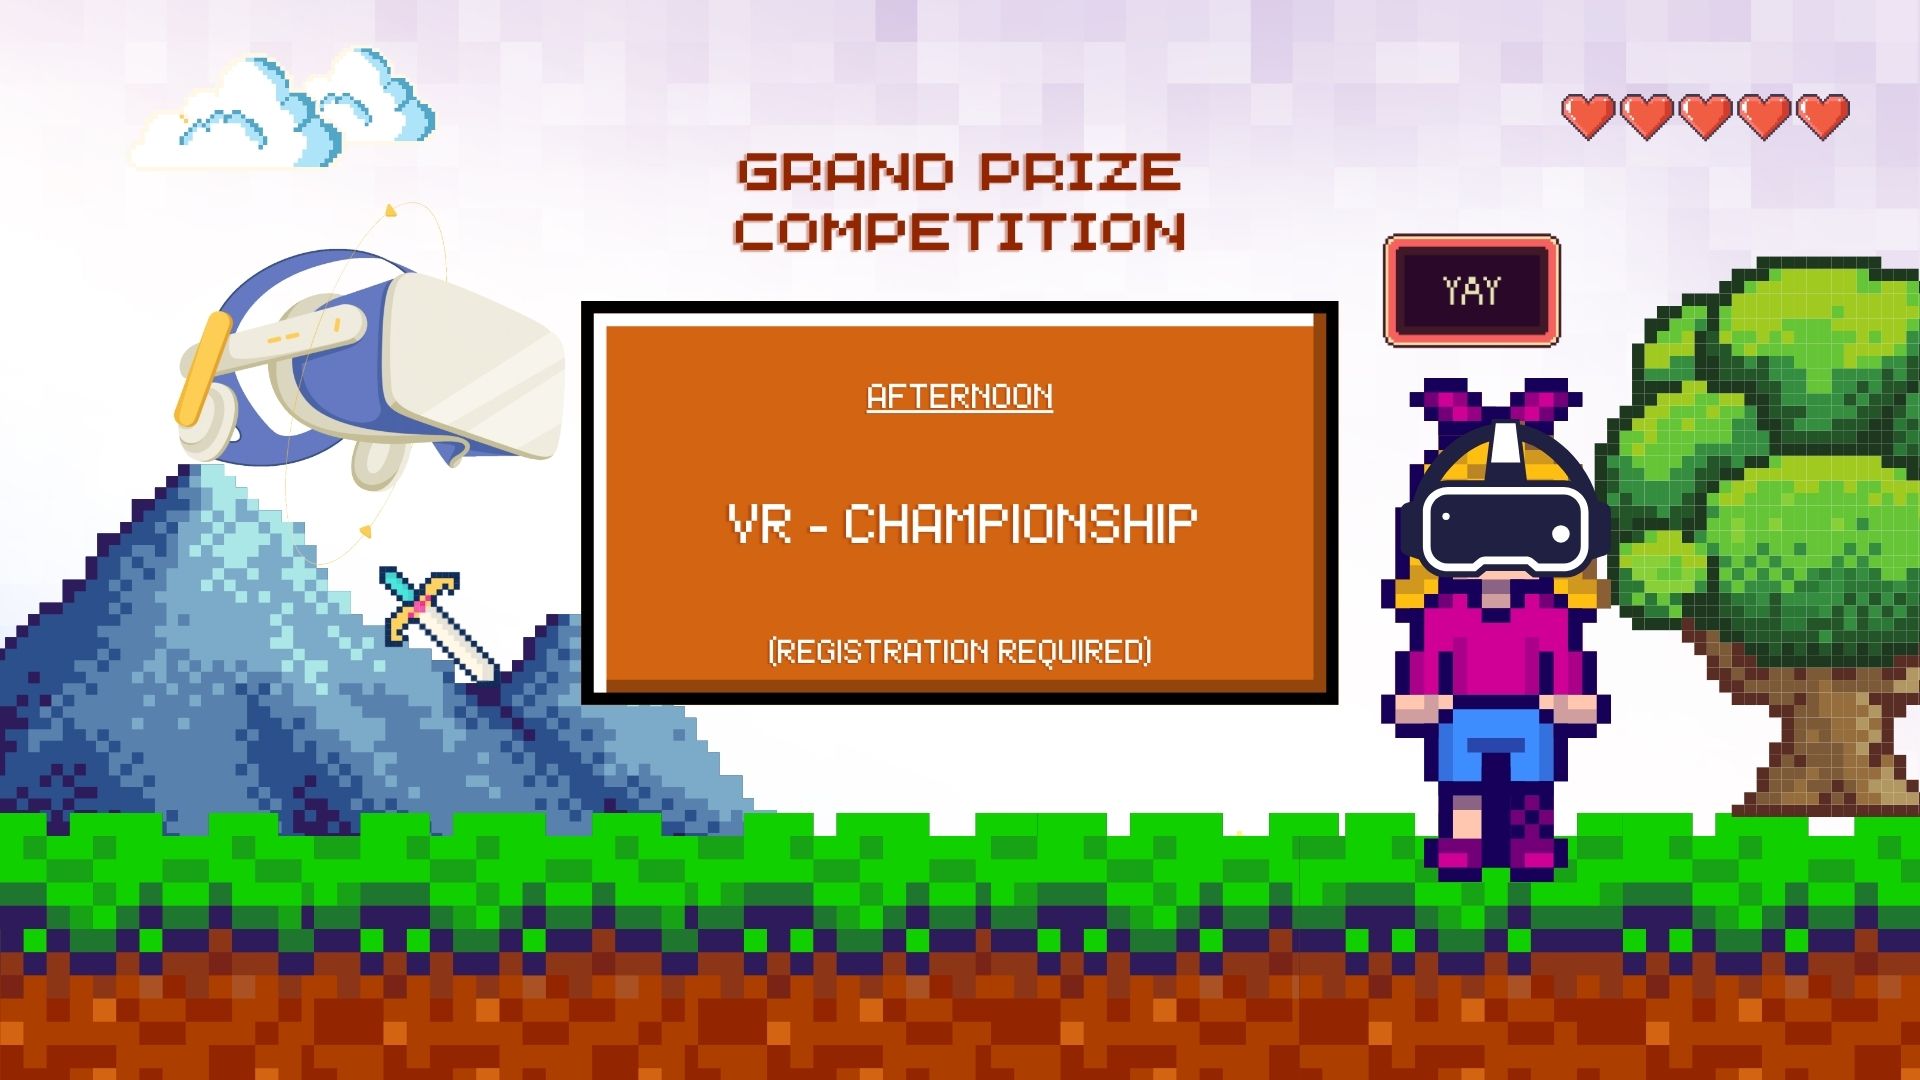 GRAND PRIZE
COMPETITION
YAY
AFTERNOON
VR - CHAMPIONSHIP
(REGISTRATION REQUIRED)